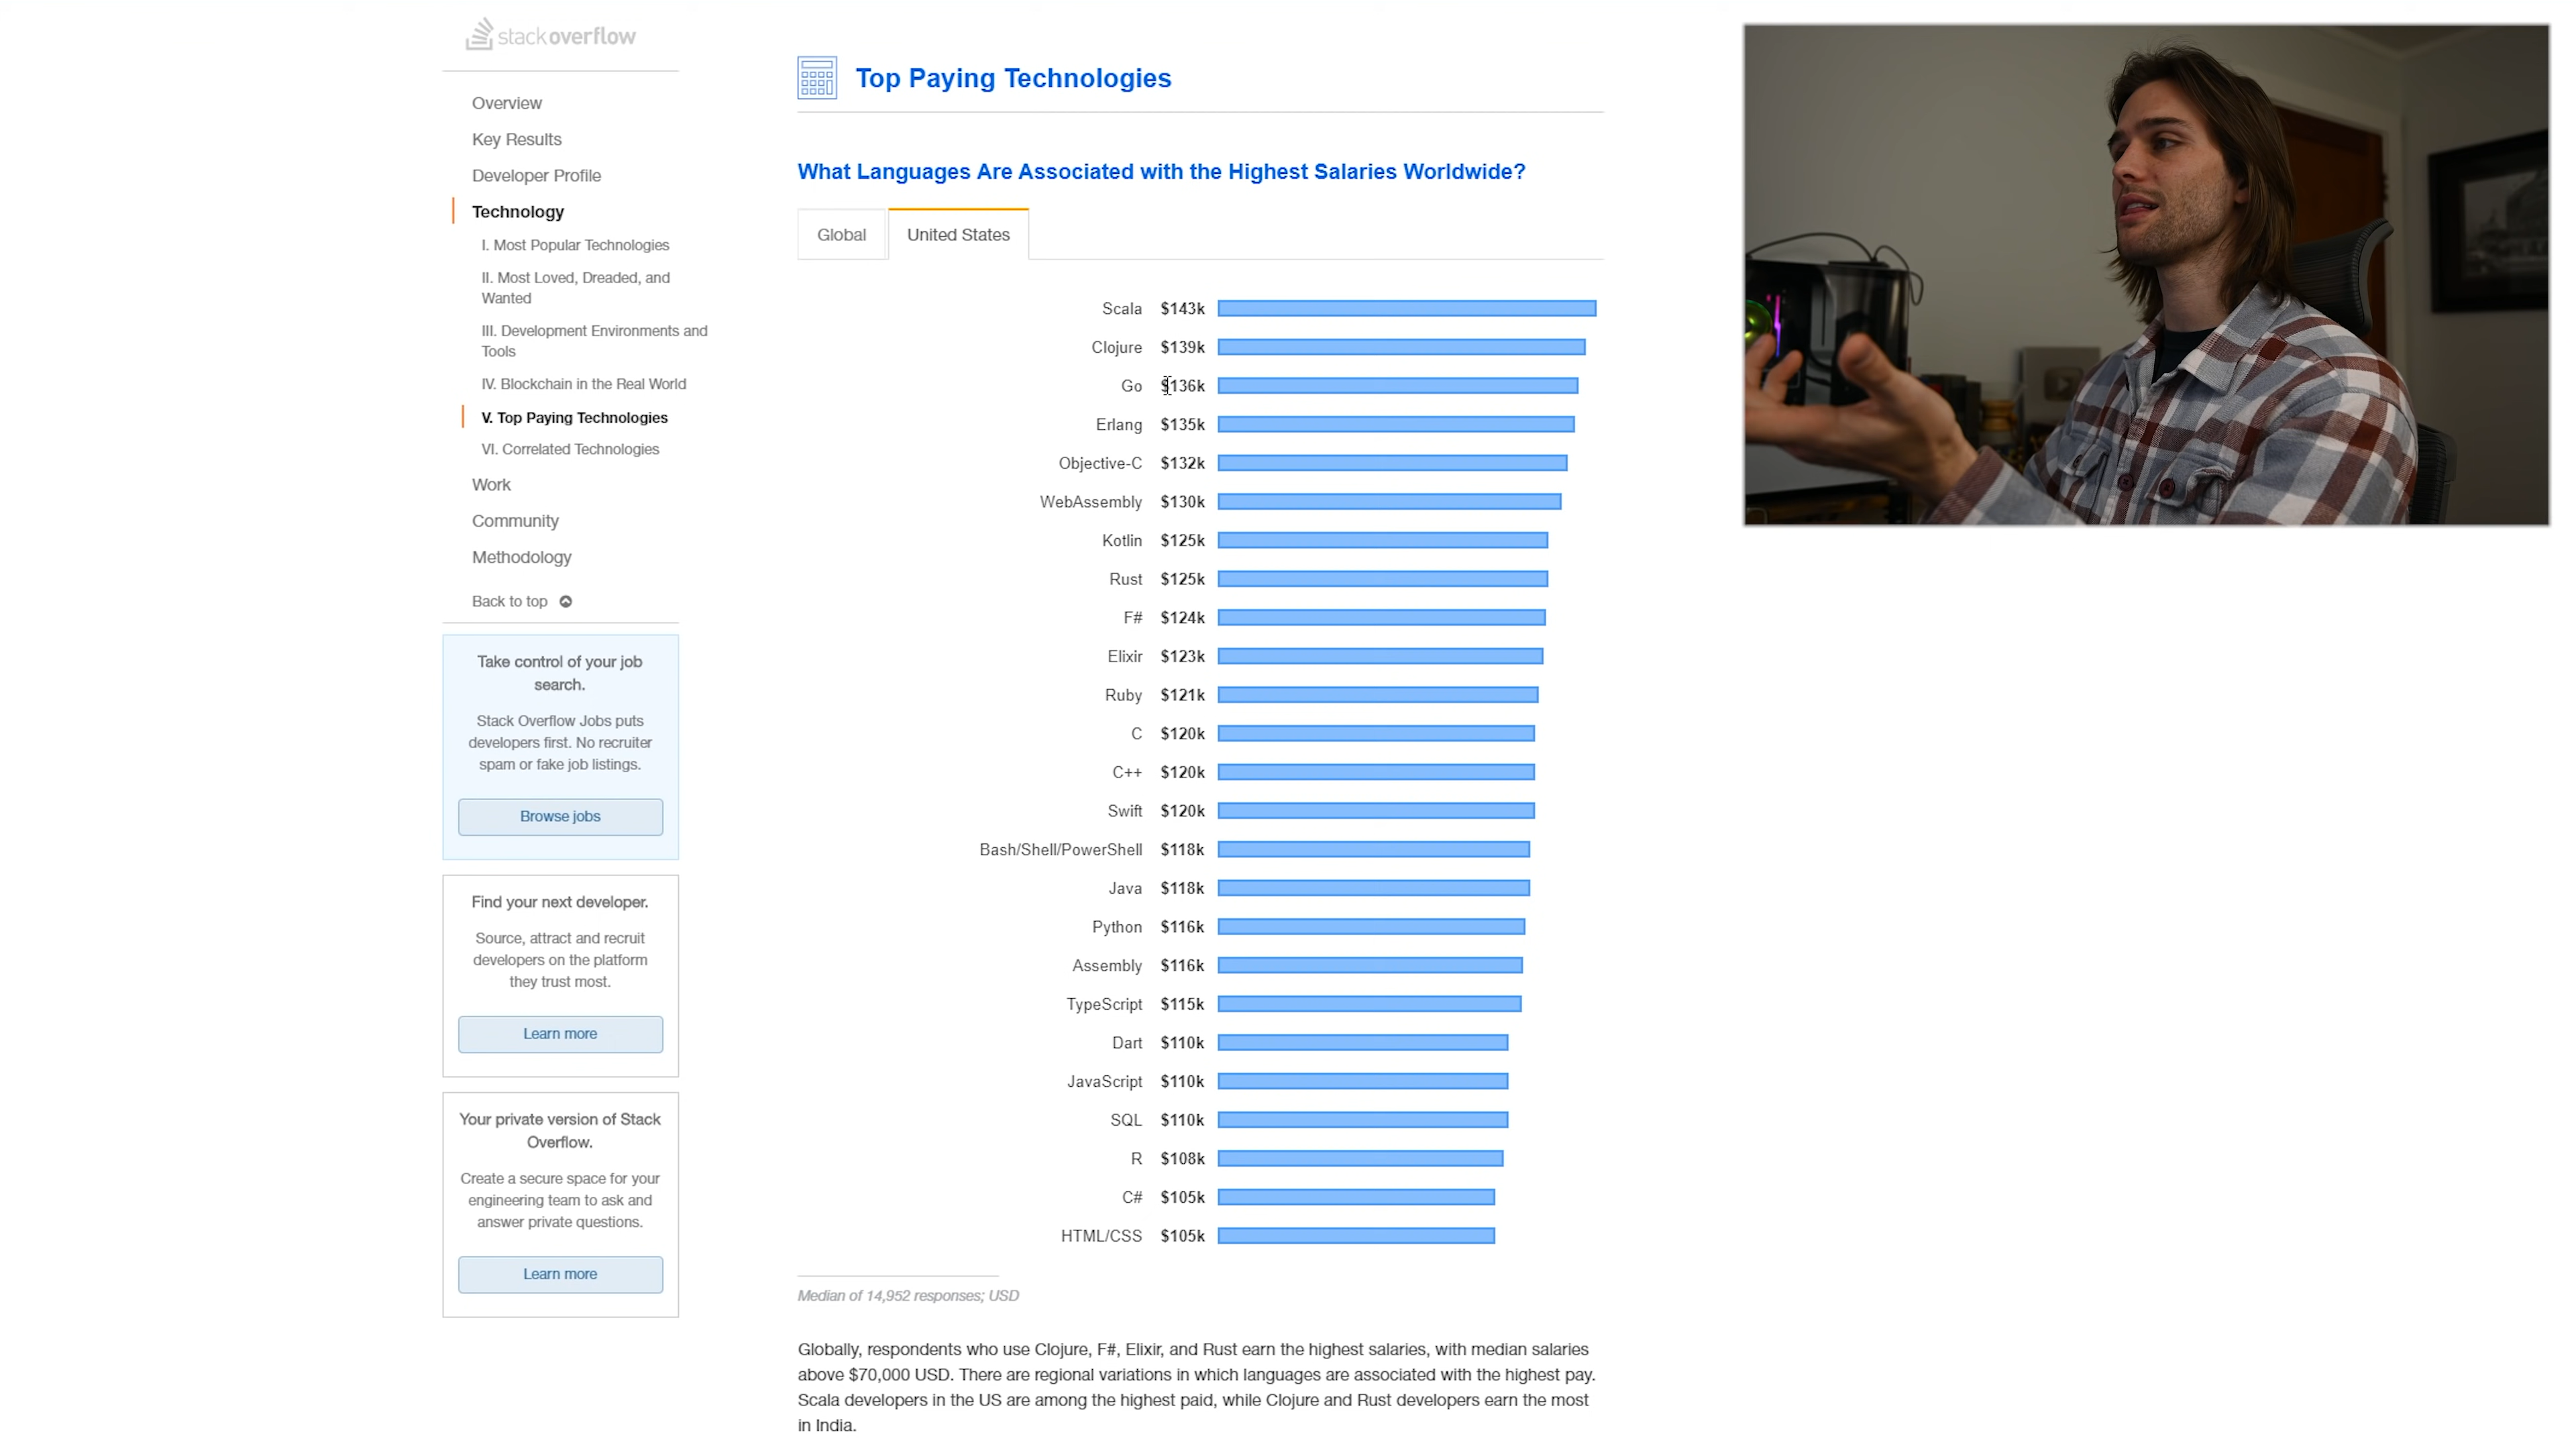 stackoverflow
Overview
Key Results
Developer Profile
Technology
I. Most Popular Technologies
II. Most Loved, Dreaded, and
Wanted
III. Development Environments and
Tools
IV. Blockchain in the Real World
V. Top Paying Technologies
VI. Correlated Technologies
Work
Community
Methodology
Back to top
Take control of your job
search.
Stack Overflow Jobs puts
developers first. No recruiter
spam or fake job listings.
Browse jobs
Find your next developer.
Source, attract and recruit
developers on the platform
they trust most.
Learn more
Your private version of Stack
Overflow.
Create a secure space for your
engineering team to ask and
answer private questions.
Learn more
Top Paying Technologies
What Languages Are Associated with the Highest Salaries Worldwide?
Global United States
Scala $143k
Clojure $139k
Go $136k
Erlang $135k
Objective-C $132k
WebAssembly $130k
Kotlin $125k
Rust $125k
F# $124k
Elixir $123k
Ruby $121k
C $120k
C++ $120k
Swift $120k
Bash/Shell/PowerShell $118k
Java $118k
Python $116k
Assembly $116k
TypeScript $115k
Dart $110k
JavaScript $110k
SQL $110k
R $108k
C# $105k
HTML/CSS $105k
Median of 14,952 responses; USD
Globally, respondents who use Clojure, F#, Elixir, and Rust earn the highest salaries, with median salaries
above $70,000 USD. There are regional variations in which languages are associated with the highest pay.
Scala developers in the US are among the highest paid, while Clojure and Rust developers earn the most
in India.